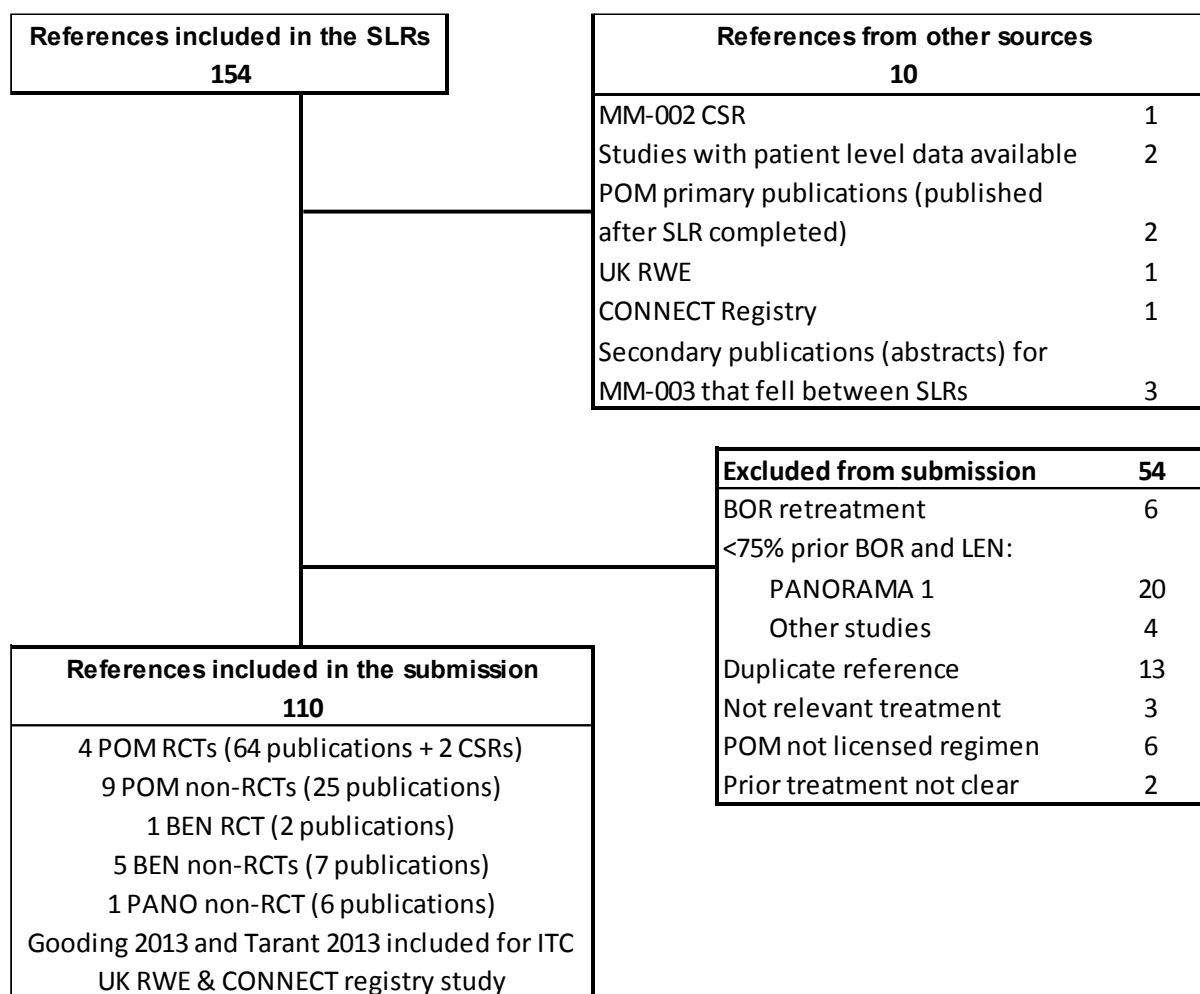 References included in the SLRs
154
References from other sources
10
MM-002 CSR 1
Studies with patient level data available 2
POM primary publications (published
after SLR completed) 2
UK RWE 1
CONNECT Registry 1
Secondary publications (abstracts) for
MM-003 that fell between SLRs 3
Excluded from submission 54
BOR retreatment 6
<75% prior BOR and LEN:
PANORAMA 1 20
Other studies 4
Duplicate reference 13
Not relevant treatment 3
POM not licensed regimen 6
Prior treatment not clear 2
References included in the submission
110
4 POM RCTs (64 publications + 2 CSRs)
9 POM non-RCTs (25 publications)
1 BEN RCT (2 publications)
5 BEN non-RCTs (7 publications)
1 PANO non-RCT (6 publications)
Gooding 2013 and Tarant 2013 included for ITC
UK RWE & CONNECT registry study